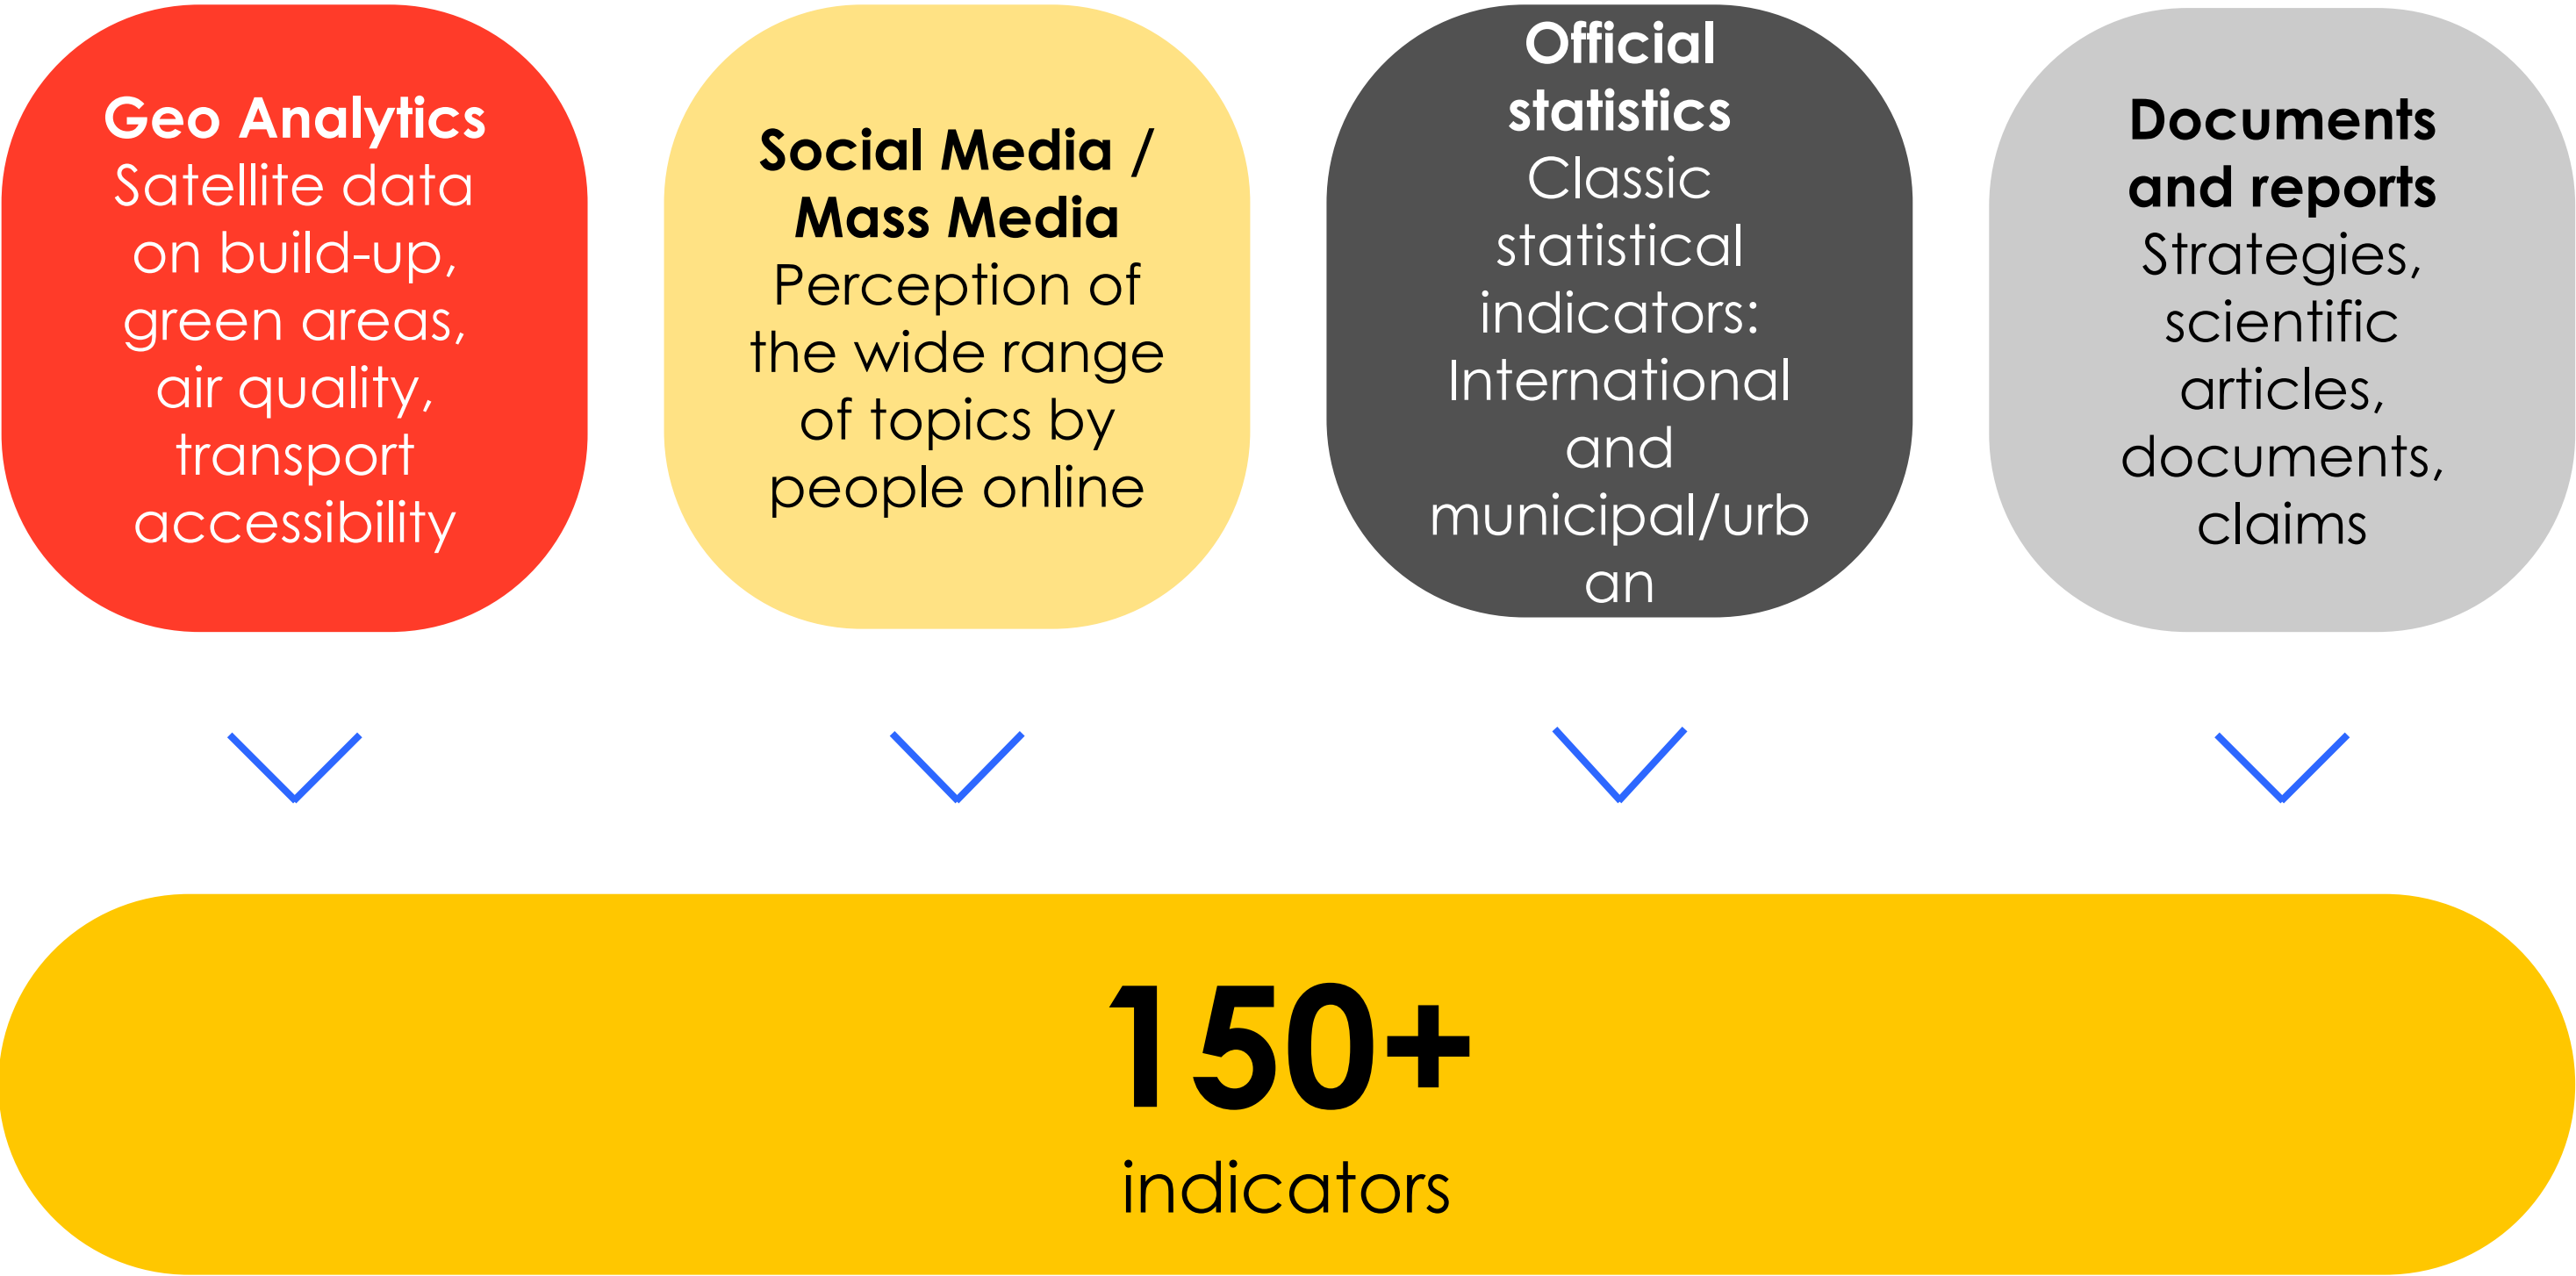 Geo Analytics
Satellite data
on build-up,
green areas,
air quality,
transport
accessibility
Social Media /
Mass Media
Perception of
the wide range
of topics by
people online
Official
statistics
Classic
statistical
indicators:
International
and
municipal/urb
an
Documents
and reports
Strategies,
scientific
articles,
documents,
claims
150+
indicators